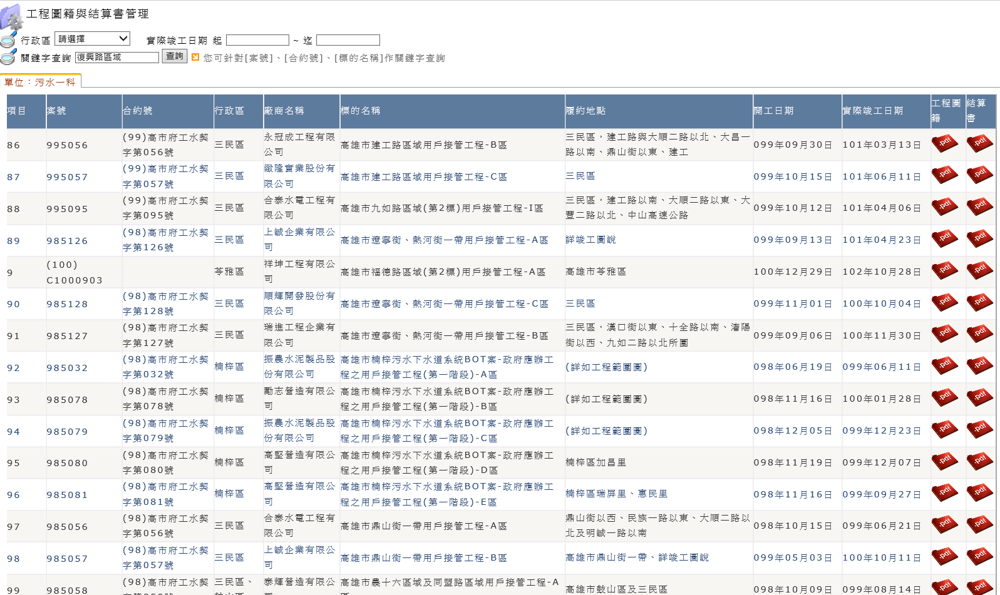 工程圖籍與結算書管理
行政區 請選擇 實際竣工日期 起 ~ 迄
關鍵字查詢 復興路區域 查詢 您可針對[案號]、[合約號]、[標的名稱]作關鍵字查詢
單位：污水一科
項目 案號 合約號 行政區 廠商名稱 標的名稱 履約地點 開工日期 實際竣工日期 工程圖 結算
籍 書
(99)高市府工水契 永冠成工程有限 三民區，建工路與大順二路以北、大昌一
86 995056 三民區 高雄市建工路區域用戶接管工程-B區 099年09月30日 101年03月13日 .pdf .pdf
字第056號 公司 路以南、鼎山街以東、建工
(99)高市府工水契 緻隆實業股份有
87 995057 三民區 高雄市建工路區域用戶接管工程-C區 三民區 099年10月15日 101年06月11日 .pdf .pdf
字第057號 限公司
(99)高市府工水契 合泰水電工程有 三民區，建工路以南、大順二路以東、大
88 995095 三民區 高雄市九如路區域(第2標)用戶接管工程-I區 099年10月12日 101年04月06日 .pdf .pdf
字第095號 限公司 豐二路以北、中山高速公路
(98)高市府工水契 上誠企業有限公
89 985126 三民區 高雄市遼寧街、熱河街一帶用戶接管工程-A區 詳竣工圖說 099年09月13日 101年04月23日 .pdf .pdf
字第126號 司
(100) 祥坤工程有限公
9 苓雅區 高雄市福德路區域(第2標)用戶接管工程-A區 高雄市苓雅區 100年12月29日 102年10月28日 .pdf .pdf
C1000903 司
(98)高市府工水契 順輝開發股份有
90 985128 三民區 高雄市遼寧街、熱河街一帶用戶接管工程-C區 三民區 099年11月01日 100年10月04日 .pdf .pdf
字第128號 限公司
(98)高市府工水契 瑞進工程企業有 三民區，漢口街以東、十全路以南、瀋陽
91 985127 三民區 高雄市遼寧街、熱河街一帶用戶接管工程-B區 099年09月06日 100年11月30日 .pdf .pdf
字第127號 限公司 街以西、九如二路以北所圍
(98)高市府工水契 振農水泥製品股 高雄市楠梓污水下水道系統BOT案-政府應辦工
92 985032 楠梓區 (詳如工程範圍圖) 098年06月19日 099年06月11日 .pdf .pdf
字第032號 份有限公司 程之用戶接管工程(第一階段)-A區
(98)高市府工水契 勵志營造有限公 高雄市楠梓污水下水道系統BOT案-政府應辦工
93 985078 楠梓區 (詳如工程範圍圖) 098年11月16日 100年01月28日 .pdf .pdf
字第078號 司 程之用戶接管工程(第一階段)-B區
(98)高市府工水契 振農水泥製品股 高雄市楠梓污水下水道系統BOT案-政府應辦工
94 985079 楠梓區 (詳如工程範圍圖) 098年12月05日 099年12月23日 .pdf .pdf
字第079號 份有限公司 程之用戶接管工程(第一階段)-C區
(98)高市府工水契 高堅營造有限公 高雄市楠梓污水下水道系統BOT案-政府應辦工
95 985080 楠梓區 楠梓區加昌里 098年11月19日 099年12月07日 .pdf .pdf
字第080號 司 程之用戶接管工程(第一階段)-D區
(98)高市府工水契 高堅營造有限公 高雄市楠梓污水下水道系統BOT案-政府應辦工
96 985081 楠梓區 楠梓區瑞屏里、惠民里 098年11月16日 099年09月27日 .pdf .pdf
字第081號 司 程之用戶接管工程(第一階段)-E區
(98)高市府工水契 合泰水電工程有 鼎山街以西、民族一路以東、大順二路以
97 985056 三民區 高雄市鼎山街一帶用戶接管工程-A區 098年10月15日 099年06月21日 .pdf .pdf
字第056號 限公司 北及明誠一路以南
(98)高市府工水契 上誠企業有限公
98 985057 三民區 高雄市鼎山街一帶用戶接管工程-B區 高雄市鼎山街一帶、詳竣工圖說 099年05月03日 100年10月11日 .pdf .pdf
字第057號 司
(98)高市府工水契 三民區、 泰輝營造有限公 高雄市農十六區域及同盟路區域用戶接管工程-A
99 985058 高雄市鼓山區及三民區 098年10月09日 099年08月14日 .pdf .pdf